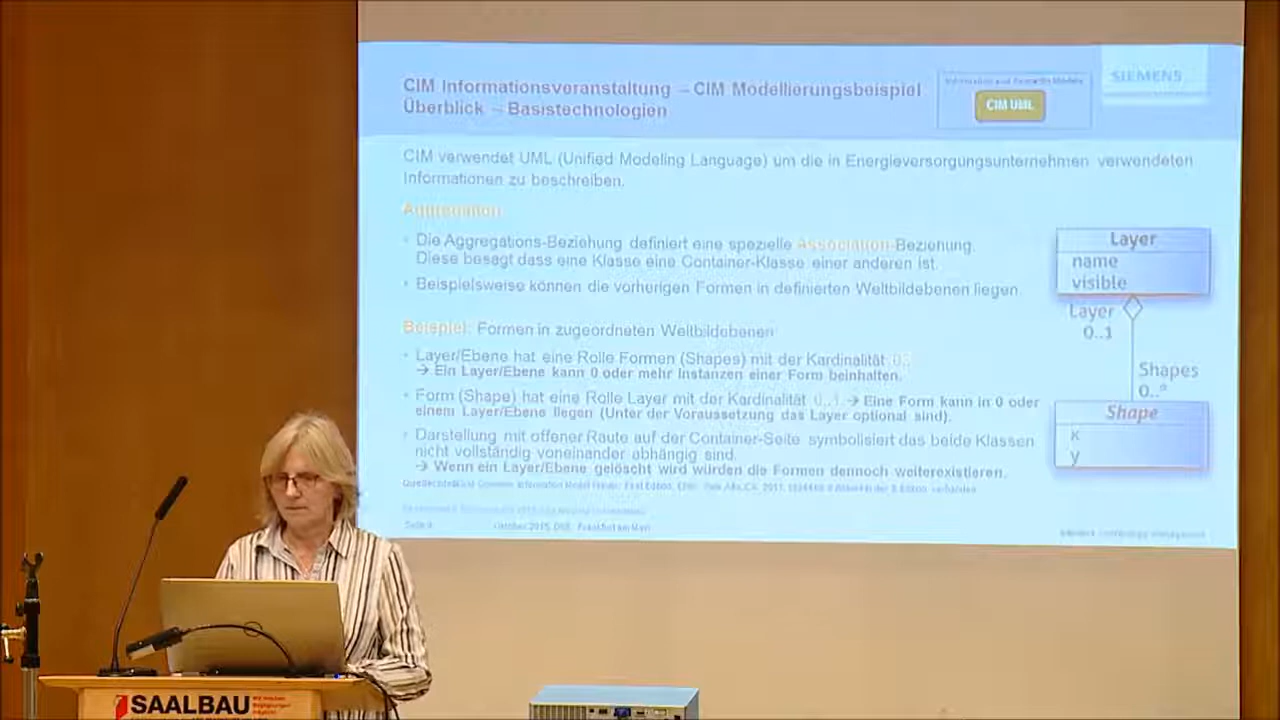 CIM Informationsveranstaltung – CIM Modellierungsbeispiel
Überblick – Basistechnologien
CIM UML
SIEMENS
CIM verwendet UML (Unified Modeling Language) um die in Energieversorgungsunternehmen verwendeten
Informationen zu beschreiben.
Aggregation
Die Aggregations-Beziehung definiert eine spezielle Association-Beziehung.
Diese besagt dass eine Klasse eine Container-Klasse einer anderen ist.
Beispielsweise können die vorherigen Formen in definierten Weltbildebenen liegen
Beispiel: Formen in zugeordneten Weltbildebenen
Layer/Ebene hat eine Rolle Formen (Shapes) mit der Kardinalität 0..
→ Ein Layer/Ebene kann 0 oder mehr Instanzen einer Form beinhalten.
Form (Shape) hat eine Rolle Layer mit der Kardinalität 0..1 → Eine Form kann in 0 oder
einem Layer/Ebene liegen (Unter der Voraussetzung das Layer optional sind).
Darstellung mit offener Raute auf der Container-Seite symbolisiert das beide Klassen
nicht vollständig voneinander abhängig sind.
→ Wenn ein Layer/Ebene gelöscht wird würden die Formen dennoch weiterexistieren.
Layer
name
visible
Layer
0..1
Shapes
0..*
Shape
x
y
Oktober 2015, DKE, Frankfurt am Main
SAALBAU